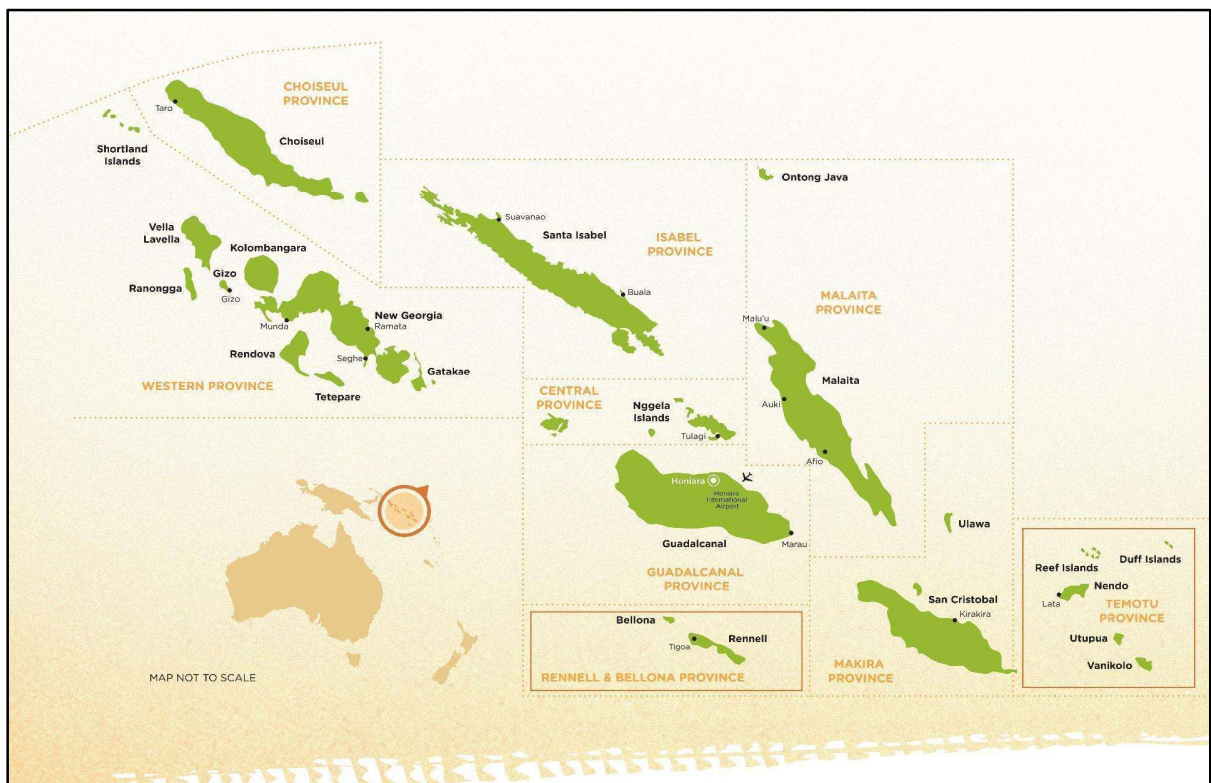 CHOISEUL
PROVINCE
Taro
Choiseul
Shortland
Islands
Ontong Java
Suavanao
Santa Isabel
ISABEL
PROVINCE
Vella
Lavella
Kolombangara
Gizo
Ranongga
Gizo
Buala
MALAITA
PROVINCE
Munda
New Georgia
Ramata
Malu'u
Rendova
Seghe
Gatakae
WESTERN PROVINCE
Tetepare
Malaita
CENTRAL
PROVINCE
Nggela
Islands
Auki
Tulagi
Afio
Honiara
Honiara
International
Airport
Guadalcanal
Marau
Ulawa
GUADALCANAL
PROVINCE
Reef Islands
Duff Islands
Nendo
Lata
TEMOTU
PROVINCE
San Cristobal
Kirakira
Bellona
Rennell
Tigoa
Utupua
Vanikolo
MAKIRA
PROVINCE
RENNELL & BELLONA PROVINCE
MAP NOT TO SCALE